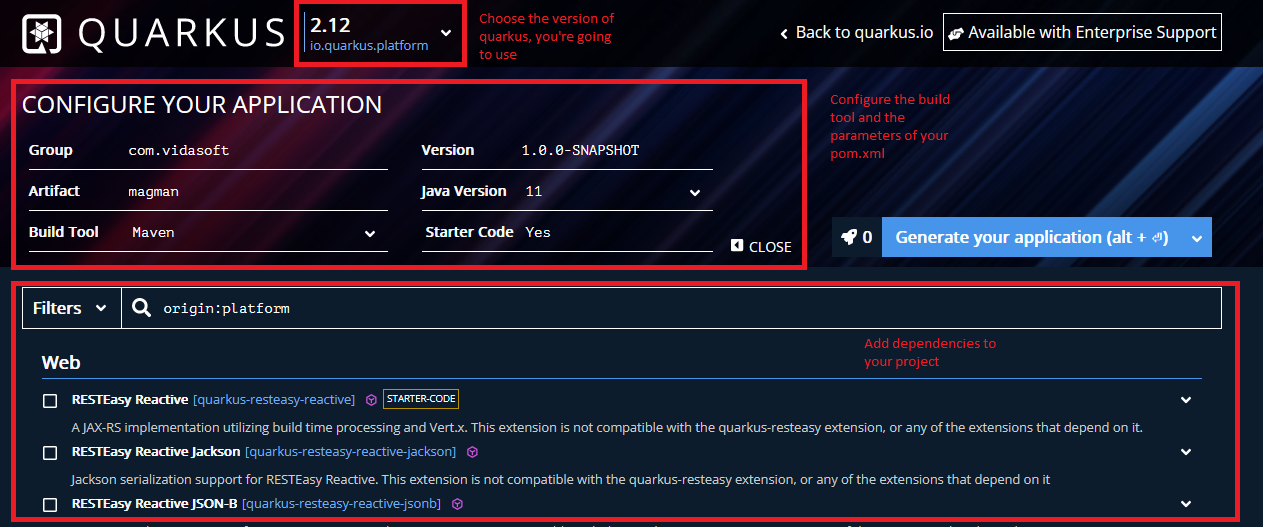 QUARKUS
2.12
io.quarkus.platform
Choose the version of
quarkus, you're going
to use
Back to quarkus.io
Available with Enterprise Support
CONFIGURE YOUR APPLICATION
Group com.vidasoft
Version 1.0.0-SNAPSHOT
Artifact magman
Java Version 11
Build Tool Maven
Starter Code Yes
CLOSE
Configure the build
tool and the
parameters of your
pom.xml
0
Generate your application (alt + ⏎)
Filters
origin:platform
Add dependencies to
your project
Web
RESTEasy Reactive [quarkus-resteasy-reactive] STARTER-CODE
A JAX-RS implementation utilizing build time processing and Vert.x. This extension is not compatible with the quarkus-resteasy extension, or any of the extensions that depend on it.
RESTEasy Reactive Jackson [quarkus-resteasy-reactive-jackson]
Jackson serialization support for RESTEasy Reactive. This extension is not compatible with the quarkus-resteasy extension, or any of the extensions that depend on it
RESTEasy Reactive JSON-B [quarkus-resteasy-reactive-jsonb]